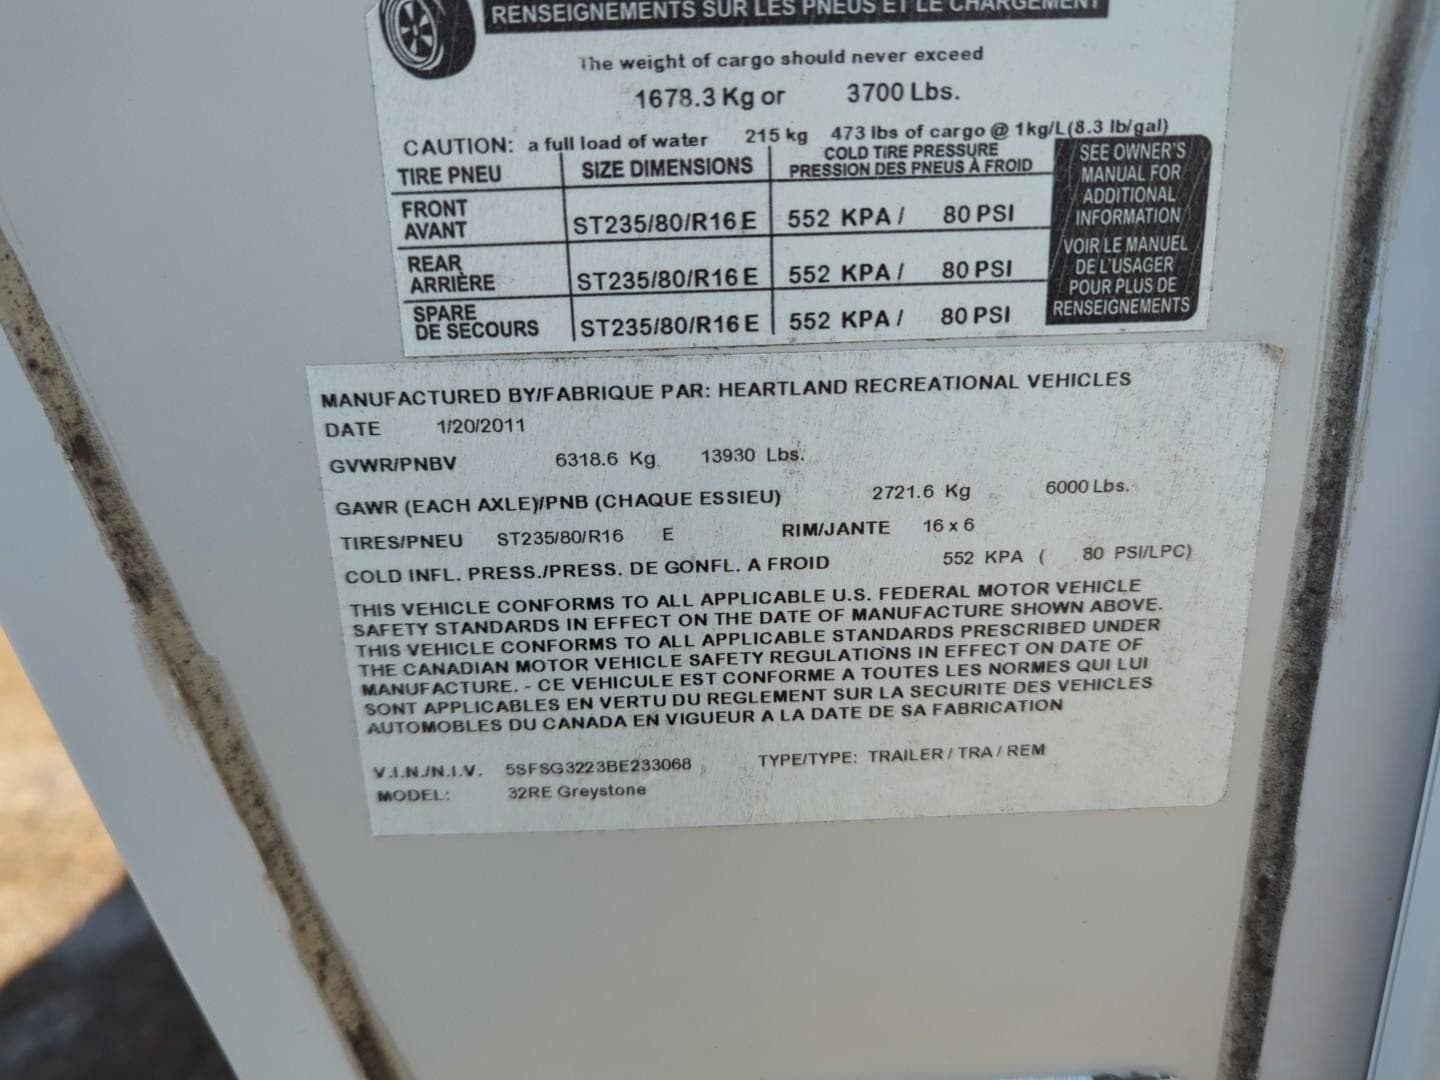 RENSEIGNEMENTS SUR LES PNEUS ET LE CHARGEMENT
The weight of cargo should never exceed
1678.3 Kg or 3700 Lbs.
CAUTION: a full load of water 215 kg 473 lbs of cargo @ 1kg/L (8.3 lb/gal)
TIRE PNEU SIZE DIMENSIONS COLD TIRE PRESSURE
PRESSION DES PNEUS À FROID
FRONT
AVANT ST235/80/R16 E 552 KPA / 80 PSI
REAR
ARRIÈRE ST235/80/R16 E 552 KPA / 80 PSI
SPARE
DE SECOURS ST235/80/R16 E 552 KPA / 80 PSI
SEE OWNER'S
MANUAL FOR
ADDITIONAL
INFORMATION
VOIR LE MANUEL
DE L'USAGER
POUR PLUS DE
RENSEIGNEMENTS
MANUFACTURED BY/FABRIQUE PAR: HEARTLAND RECREATIONAL VEHICLES
DATE 1/20/2011
GVWR/PNBV 6318.6 Kg 13930 Lbs.
GAWR (EACH AXLE)/PNB (CHAQUE ESSIEU) 2721.6 Kg 6000 Lbs.
TIRES/PNEU ST235/80/R16 E RIM/JANTE 16 x 6
COLD INFL. PRESS./PRESS. DE GONFL. A FROID 552 KPA ( 80 PSI/LPC)
THIS VEHICLE CONFORMS TO ALL APPLICABLE U.S. FEDERAL MOTOR VEHICLE
SAFETY STANDARDS IN EFFECT ON THE DATE OF MANUFACTURE SHOWN ABOVE.
THIS VEHICLE CONFORMS TO ALL APPLICABLE STANDARDS PRESCRIBED UNDER
THE CANADIAN MOTOR VEHICLE SAFETY REGULATIONS IN EFFECT ON DATE OF
MANUFACTURE. - CE VEHICULE EST CONFORME A TOUTES LES NORMES QUI LUI
SONT APPLICABLES EN VERTU DU REGLEMENT SUR LA SECURITE DES VEHICLES
AUTOMOBILES DU CANADA EN VIGUEUR A LA DATE DE SA FABRICATION
V.I.N./N.I.V. 5SFSG3223BE233068 TYPE/TYPE: TRAILER / TRA / REM
MODEL: 32RE Greystone